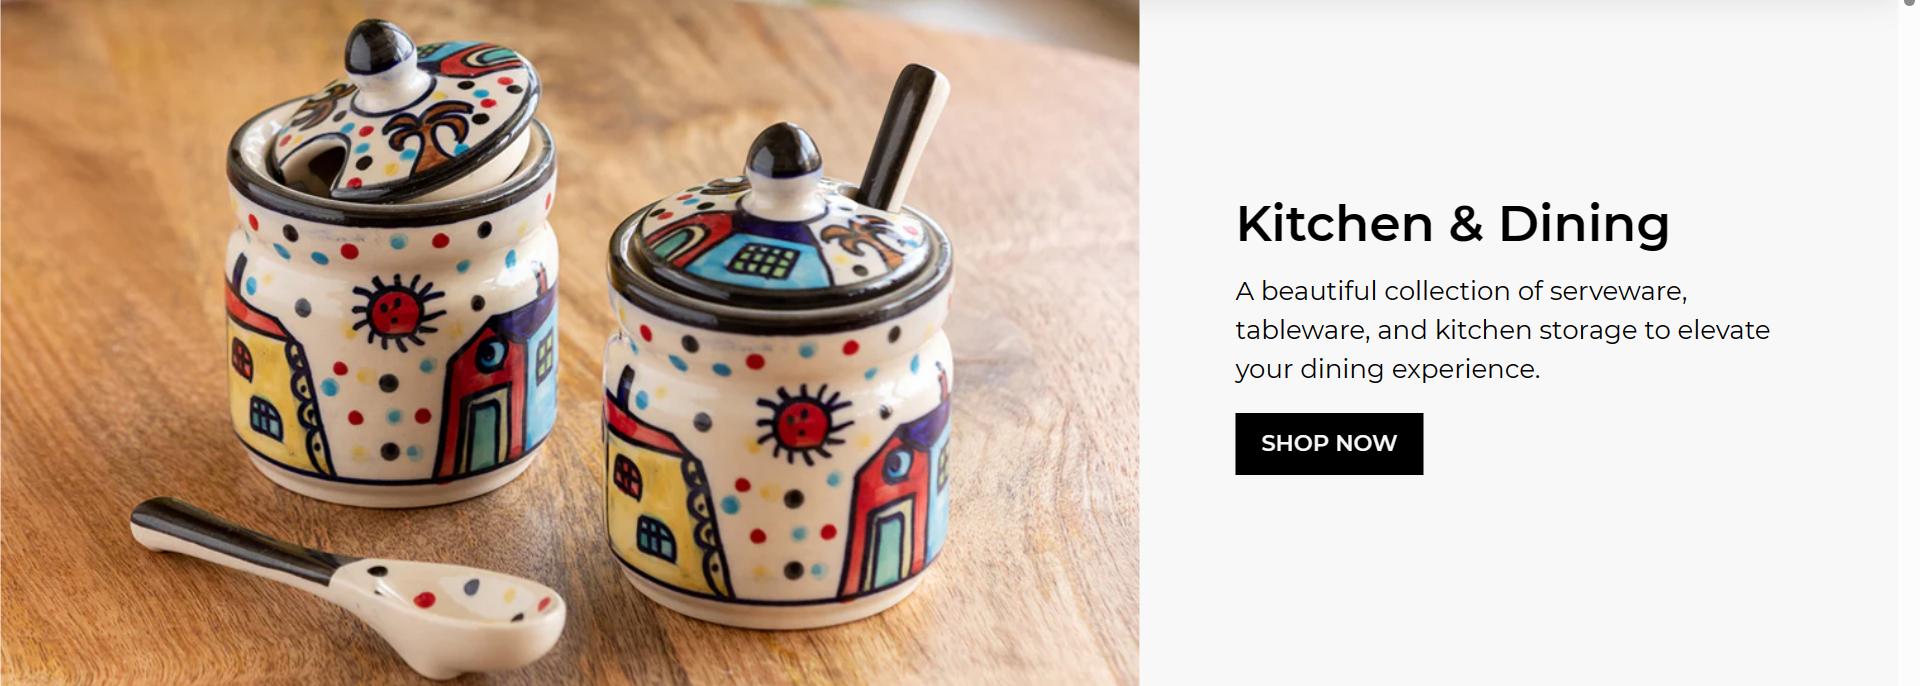 Kitchen & Dining
A beautiful collection of serveware,
tableware, and kitchen storage to elevate
your dining experience.
SHOP NOW